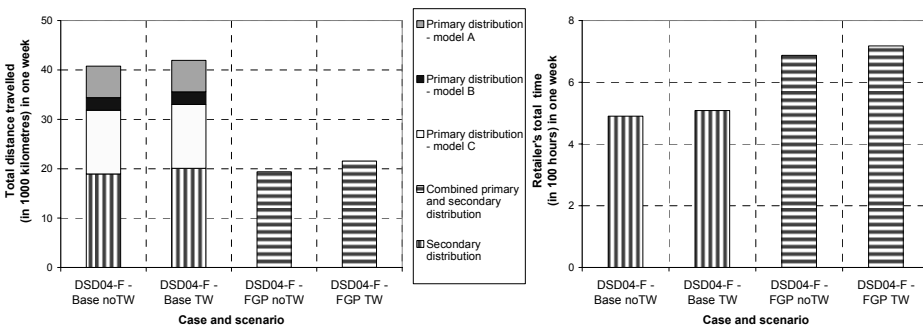 Total distance travelled
(in 1000 kilometres) in one week
50
40
30
20
10
0
DSD04-F -
Base noTW
DSD04-F -
Base TW
DSD04-F -
FGP noTW
DSD04-F -
FGP TW
Case and scenario
Primary distribution
- model A
Primary distribution
- model B
Primary distribution
- model C
Combined primary
and secondary
distribution
Secondary
distribution
Retailer's total time
(in 100 hours) in one week
8
6
4
2
0
DSD04-F -
Base noTW
DSD04-F -
Base TW
DSD04-F -
FGP noTW
DSD04-F -
FGP TW
Case and scenario